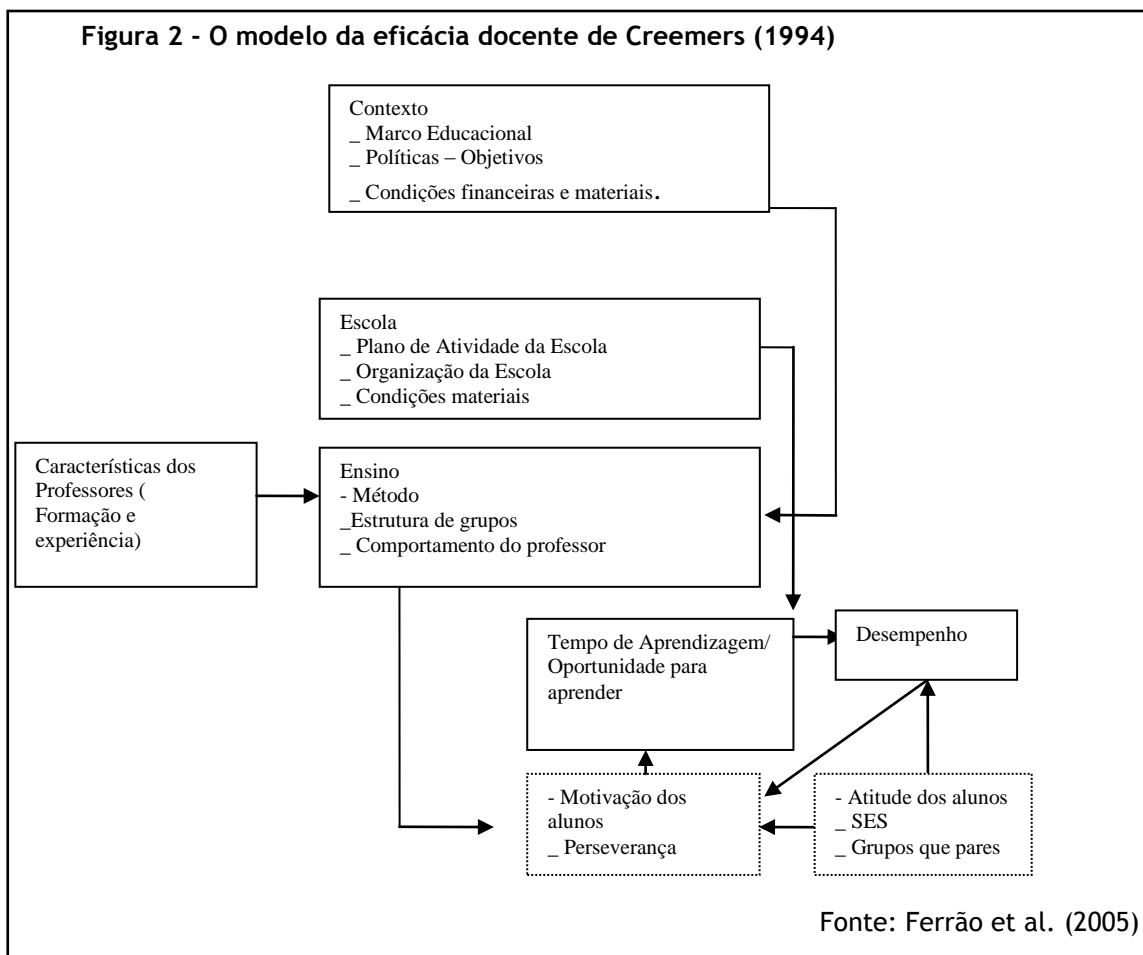 Figura 2 - O modelo da eficácia docente de Creemers (1994)
Contexto
_ Marco Educacional
_ Políticas – Objetivos
_ Condições financeiras e materiais.
Escola
_ Plano de Atividade da Escola
_ Organização da Escola
_ Condições materiais
Características dos
Professores (
Formação e
experiência)
Ensino
- Método
_Estrutura de grupos
_ Comportamento do professor
Tempo de Aprendizagem/
Oportunidade para
aprender
Desempenho
- Motivação dos
alunos
_ Perseverança
- Atitude dos alunos
_ SES
_ Grupos que pares
Fonte: Ferrão et al. (2005)